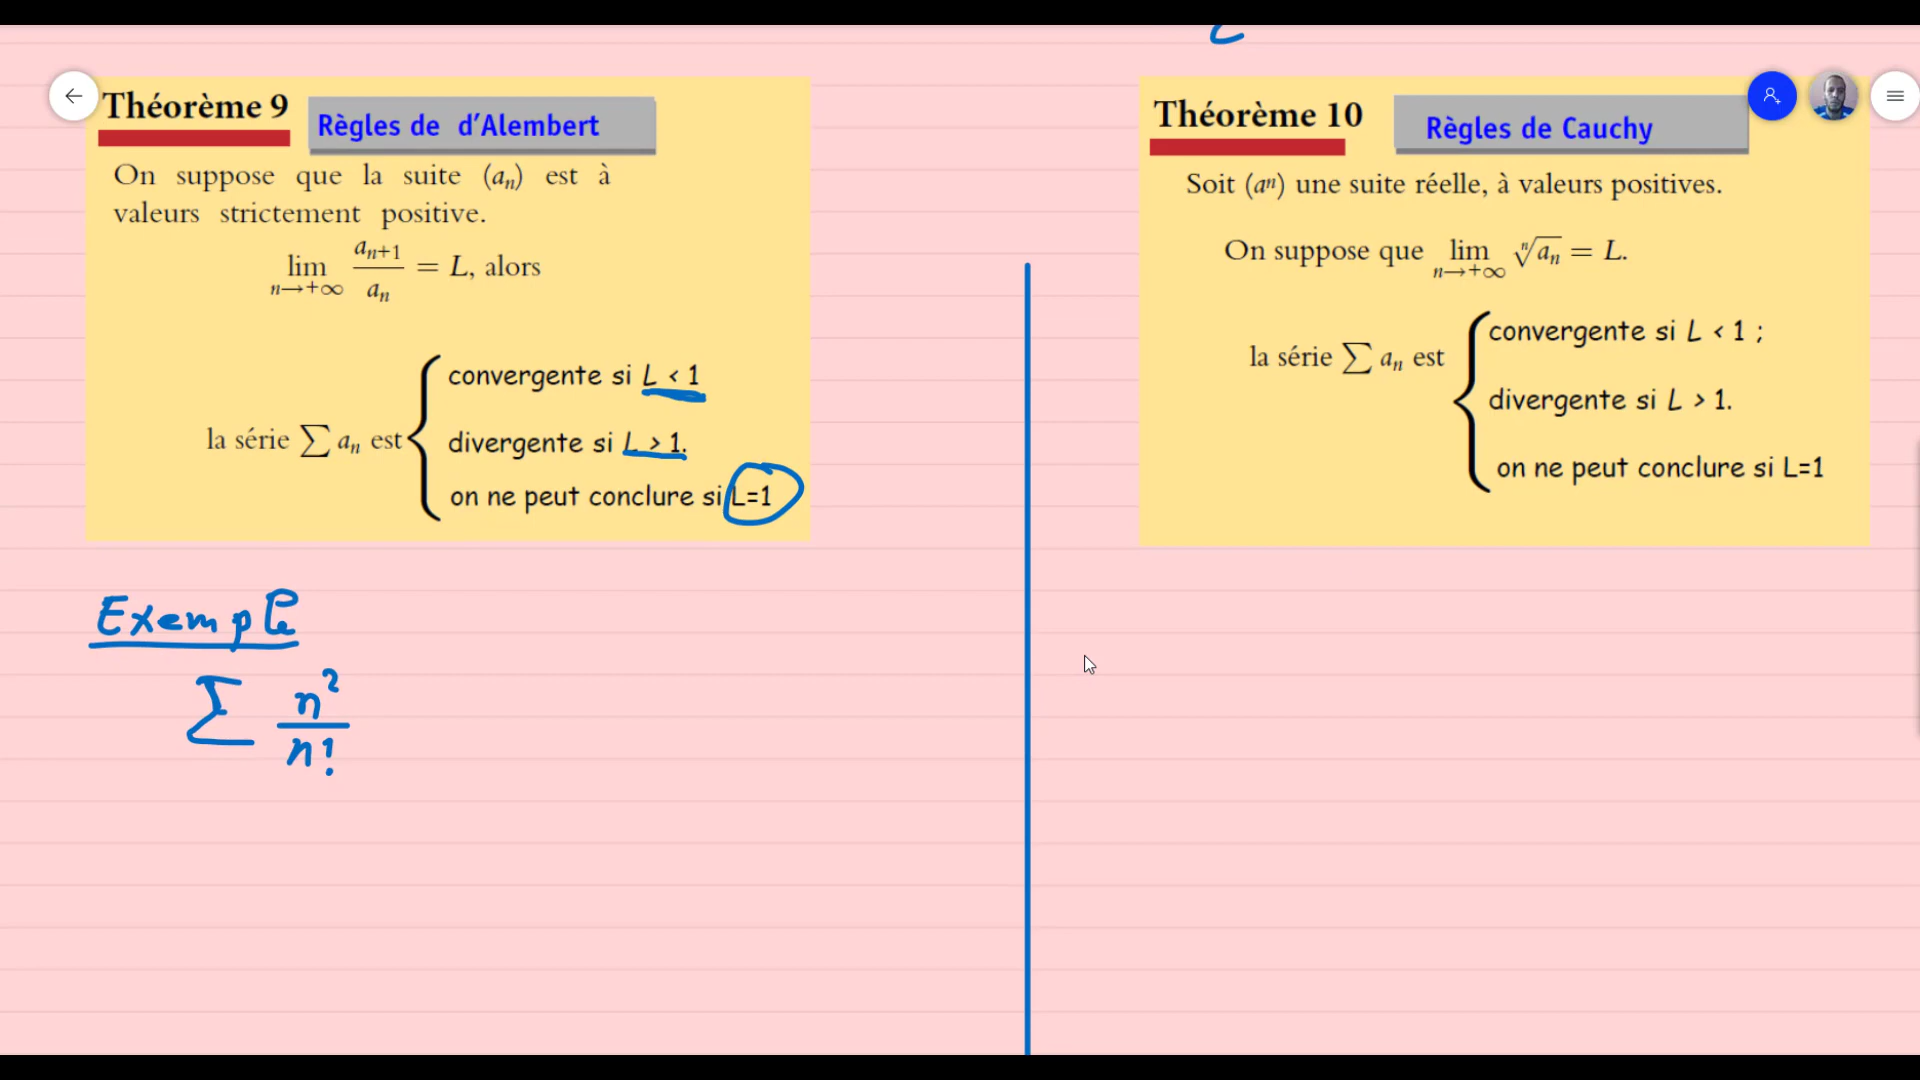 Théorème 9
Règles de d'Alembert
On suppose que la suite (aₙ) est à
valeurs strictement positive.
lim n→+∞ aₙ₊₁/aₙ = L, alors
la série ∑ aₙ est
convergente si L < 1
divergente si L > 1.
on ne peut conclure si L=1
Exemple
∑ n²/n!
Théorème 10
Règles de Cauchy
Soit (aⁿ) une suite réelle, à valeurs positives.
On suppose que lim n→+∞ ⁿ√aₙ = L.
la série ∑ aₙ est
convergente si L < 1 ;
divergente si L > 1.
on ne peut conclure si L=1